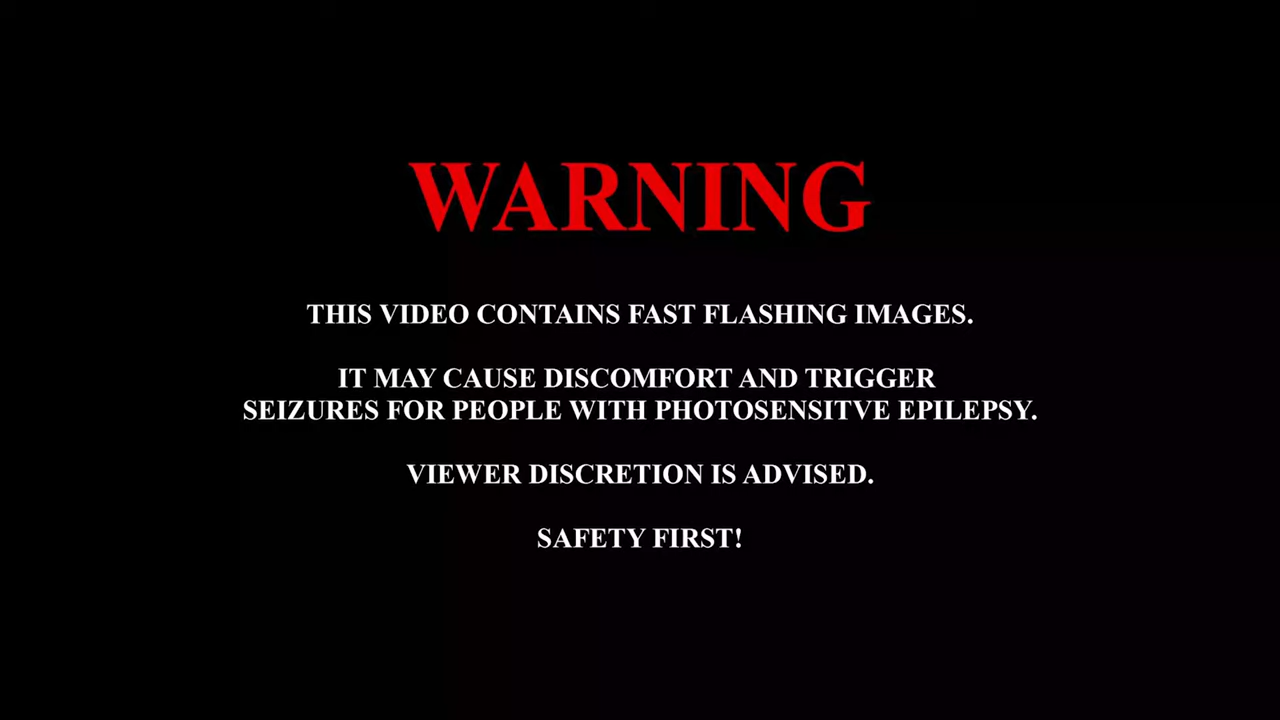 WARNING
THIS VIDEO CONTAINS FAST FLASHING IMAGES.
IT MAY CAUSE DISCOMFORT AND TRIGGER
SEIZURES FOR PEOPLE WITH PHOTOSENSITVE EPILEPSY.
VIEWER DISCRETION IS ADVISED.
SAFETY FIRST!